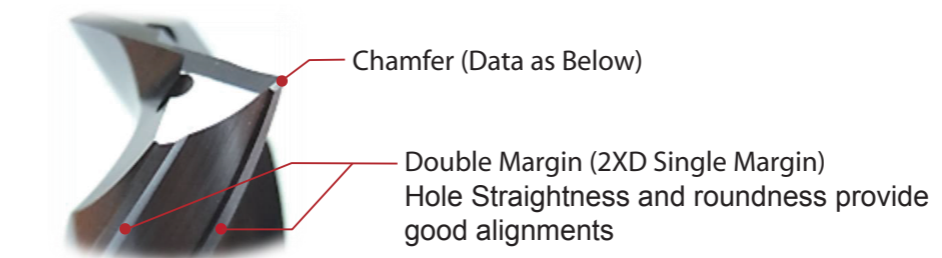 Chamfer (Data as Below)
Double Margin (2XD Single Margin)
Hole Straightness and roundness provide
good alignments